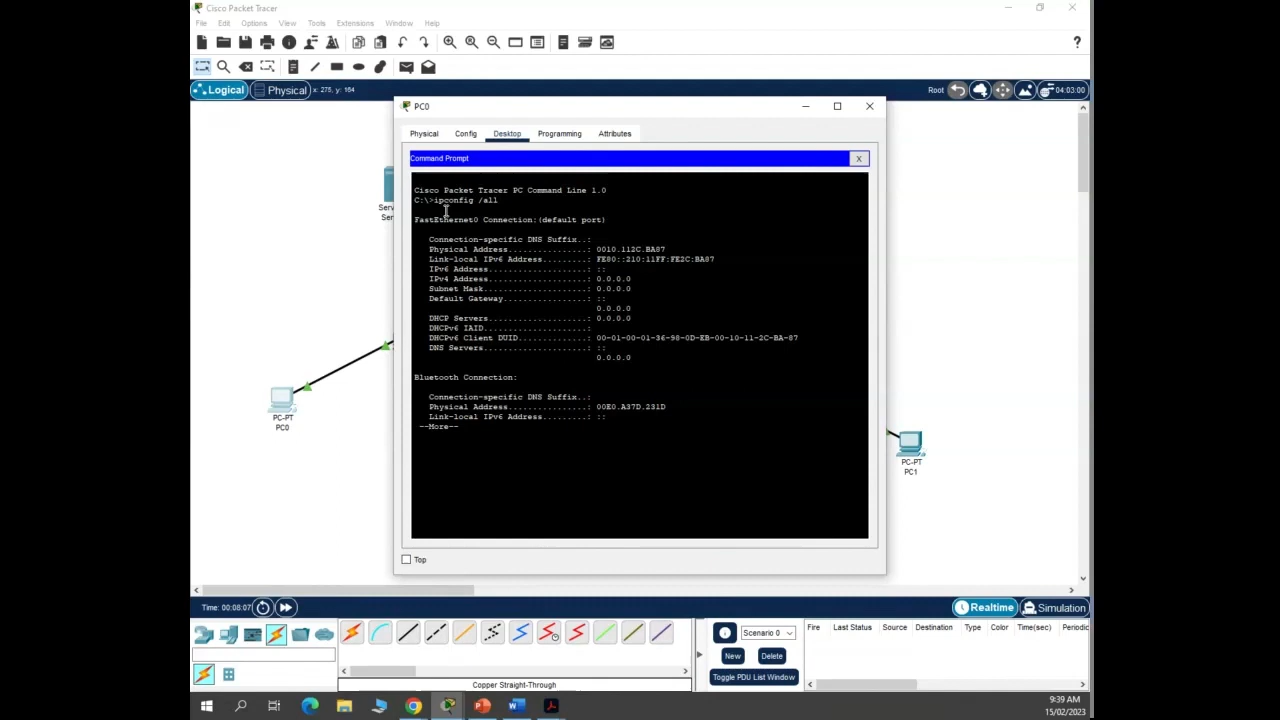 Cisco Packet Tracer
File Edit Options View Tools Extensions Window Help
?
Logical Physical x: 275, y: 164 Root 04:03:00
PC0
Physical Config Desktop Programming Attributes
Command Prompt X
Cisco Packet Tracer PC Command Line 1.0
C:\>ipconfig /all
FastEthernet0 Connection:(default port)
Connection-specific DNS Suffix..:
Physical Address................: 0010.112C.BA87
Link-local IPv6 Address.........: FE80::210:11FF:FE2C:BA87
IPv6 Address....................: ::
IPv4 Address....................: 0.0.0.0
Subnet Mask.....................: 0.0.0.0
Default Gateway.................: ::
0.0.0.0
DHCP Servers....................: 0.0.0.0
DHCPv6 IAID.....................:
DHCPv6 Client DUID..............: 00-01-00-01-36-98-0D-EB-00-10-11-2C-BA-87
DNS Servers.....................: ::
0.0.0.0
Bluetooth Connection:
Connection-specific DNS Suffix..:
Physical Address................: 00E0.A37D.231D
Link-local IPv6 Address.........: ::
--More--
Top
Serv
Ser
PC-PT
PC0
PC-PT
PC1
Time: 00:08:07 Realtime Simulation
Scenario 0
New Delete
Toggle PDU List Window
Fire Last Status Source Destination Type Color Time(sec) Periodic
Copper Straight-Through
9:39 AM
15/02/2023